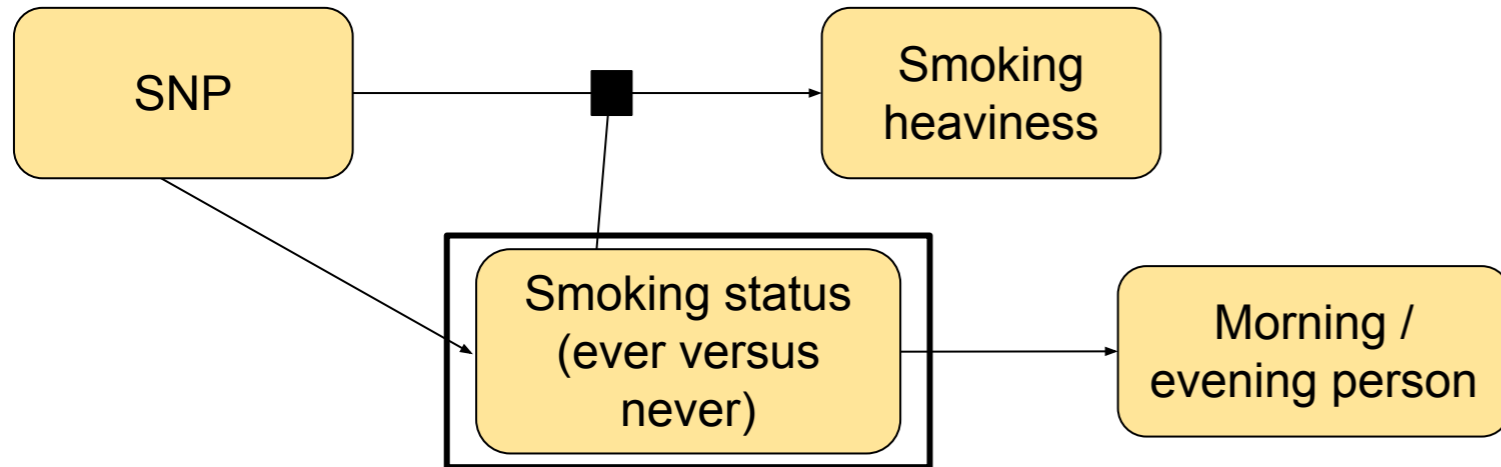 SNP
Smoking
heaviness
Smoking status
(ever versus
never)
Morning /
evening person